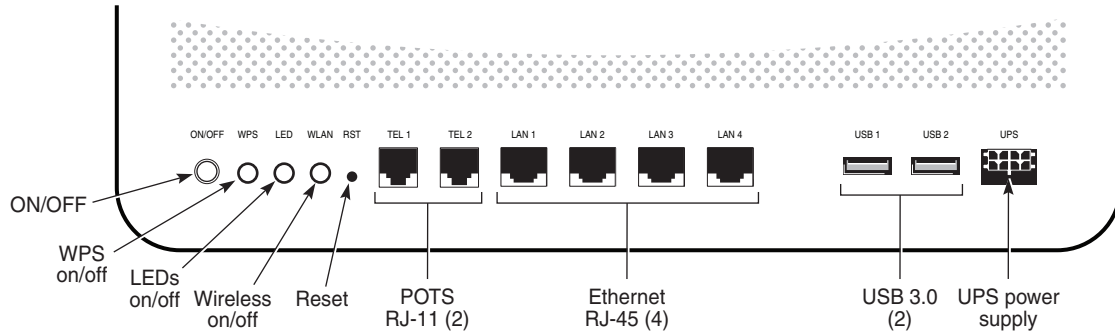 ON/OFF WPS LED WLAN RST TEL 1 TEL 2 LAN 1 LAN 2 LAN 3 LAN 4 USB 1 USB 2 UPS
ON/OFF
WPS
on/off
LEDs
on/off
Wireless
on/off
Reset
POTS
RJ-11 (2)
Ethernet
RJ-45 (4)
USB 3.0
(2)
UPS power
supply